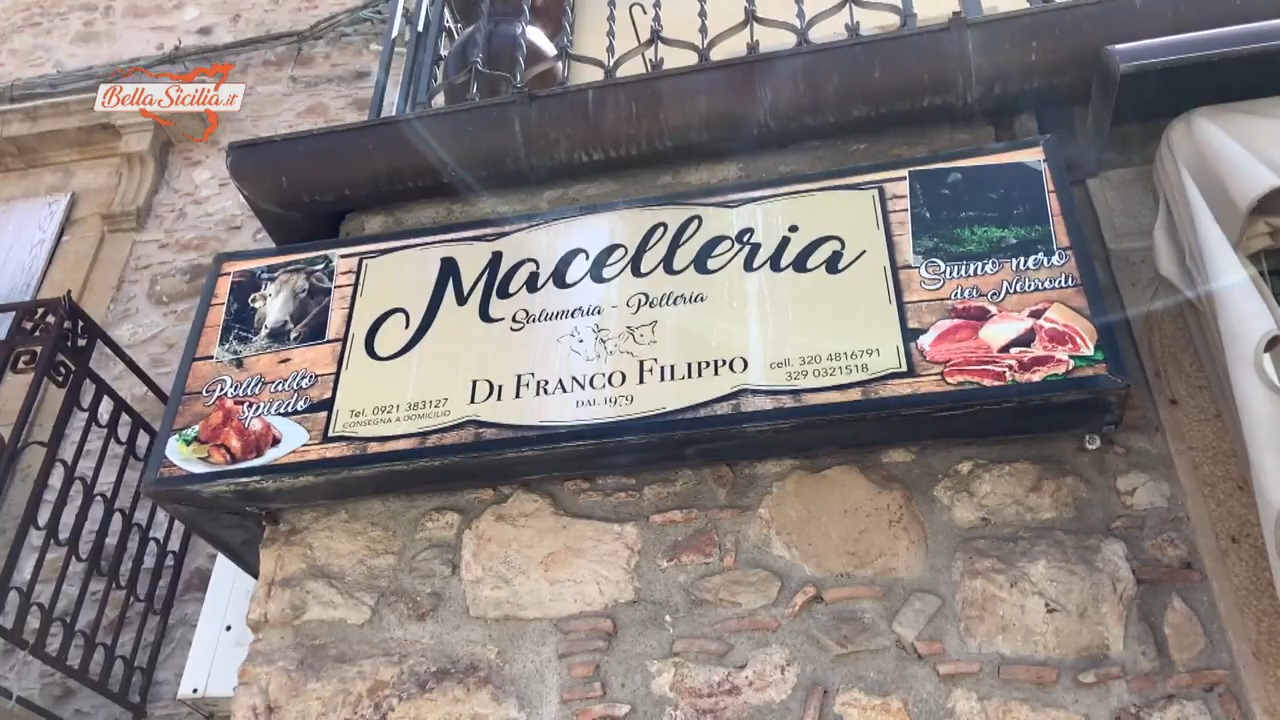 BellaSicilia.it
Macelleria
Salumeria - Polleria
DI FRANCO FILIPPO
DAL 1979
Tel. 0921 383127
CONSEGNA A DOMICILIO
cell. 320 4816791
329 0321518
Polli allo
spiedo
Suino nero
dei Nebrodi